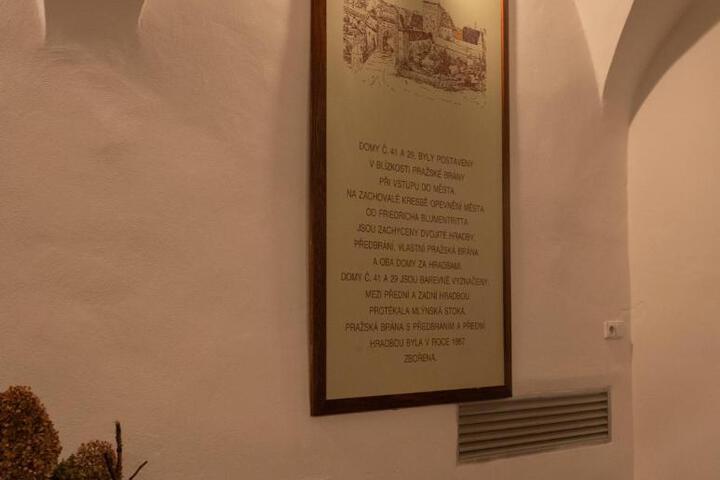 DOMY Č. 41 A 29, BYLY POSTAVENY
V BLÍZKOSTI PRAŽSKÉ BRÁNY
PŘI VSTUPU DO MĚSTA.
NA ZACHOVALÉ KRESBĚ OPEVNĚNÍ MĚSTA
OD FRIEDRICHA BLUMENTRITTA
JSOU ZACHYCENY DVOJITÉ HRADBY,
PŘEDBRÁNÍ, VLASTNÍ PRAŽSKÁ BRÁNA
A OBA DOMY ZA HRADBAMI.
DOMY Č. 41 A 29 JSOU BAREVNĚ VYZNAČENY.
MEZI PŘEDNÍ A ZADNÍ HRADBOU
PROTÉKALA MLÝNSKÁ STOKA.
PRAŽSKÁ BRÁNA S PŘEDBRÁNÍM A PŘEDNÍ
HRADBOU BYLA V ROCE 1867
ZBOŘENA.